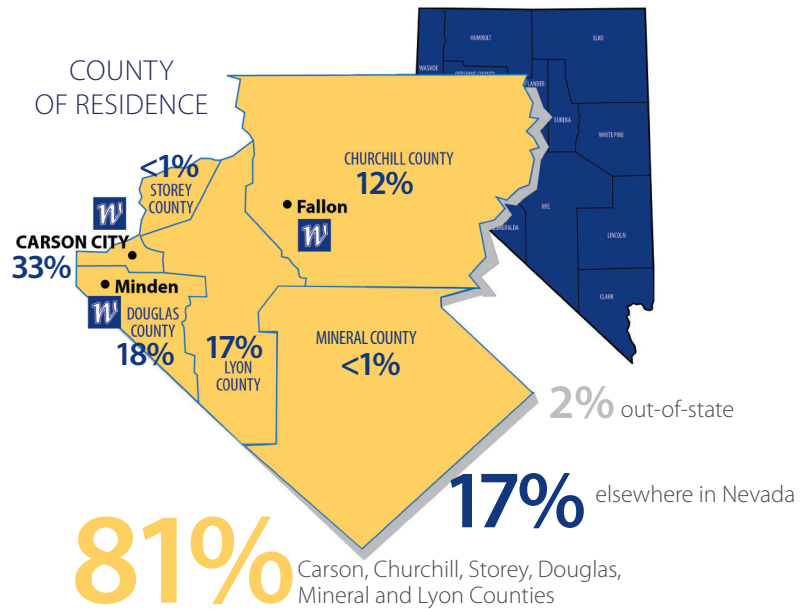 COUNTY
OF RESIDENCE
WASHOE
HUMBOLT
ELKO
LANDER
EUREKA
WHITE PINE
NYE
LINCOLN
CLARK
<1%
STOREY
COUNTY
CHURCHILL COUNTY
12%
Fallon
W
W
CARSON CITY
33%
Minden
W
DOUGLAS
COUNTY
18%
17%
LYON
COUNTY
MINERAL COUNTY
<1%
2% out-of-state
17% elsewhere in Nevada
81% Carson, Churchill, Storey, Douglas,
Mineral and Lyon Counties